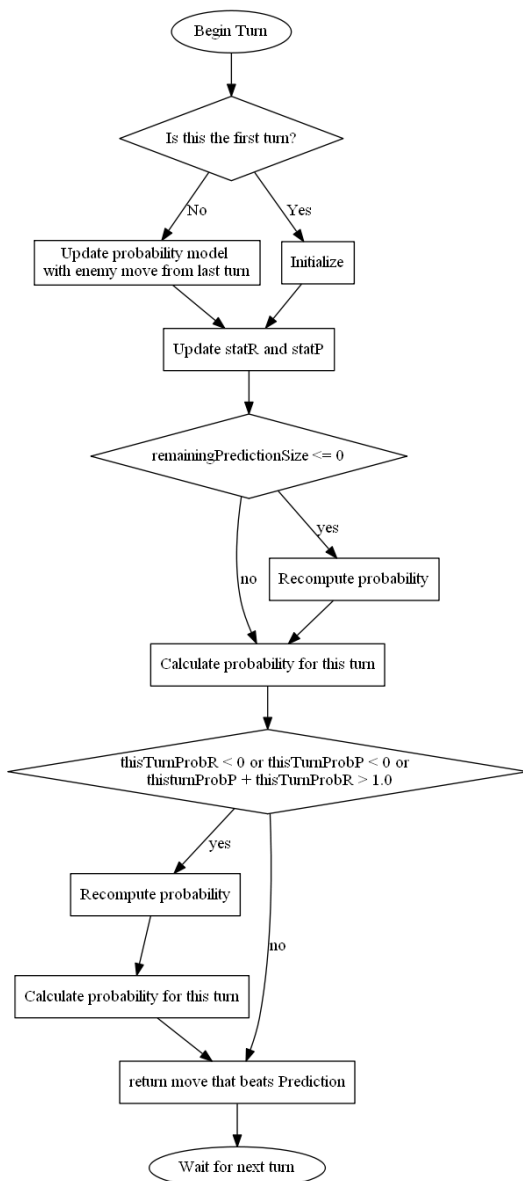 Begin Turn
Is this the first turn?
No
Yes
Update probability model
with enemy move from last turn
Initialize
Update statR and statP
remainingPredictionSize <= 0
yes
Recompute probability
no
Calculate probability for this turn
thisTurnProbR < 0 or thisTurnProbP < 0 or
thisturnProbP + thisTurnProbR > 1.0
yes
Recompute probability
no
Calculate probability for this turn
return move that beats Prediction
Wait for next turn